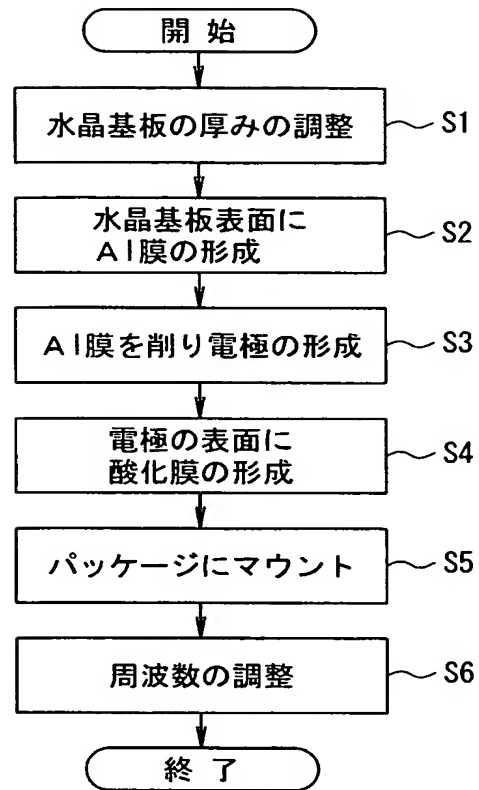 開 始
水晶基板の厚みの調整 S1
水晶基板表面に
Al膜の形成 S2
Al膜を削り電極の形成 S3
電極の表面に
酸化膜の形成 S4
パッケージにマウント S5
周波数の調整 S6
終 了